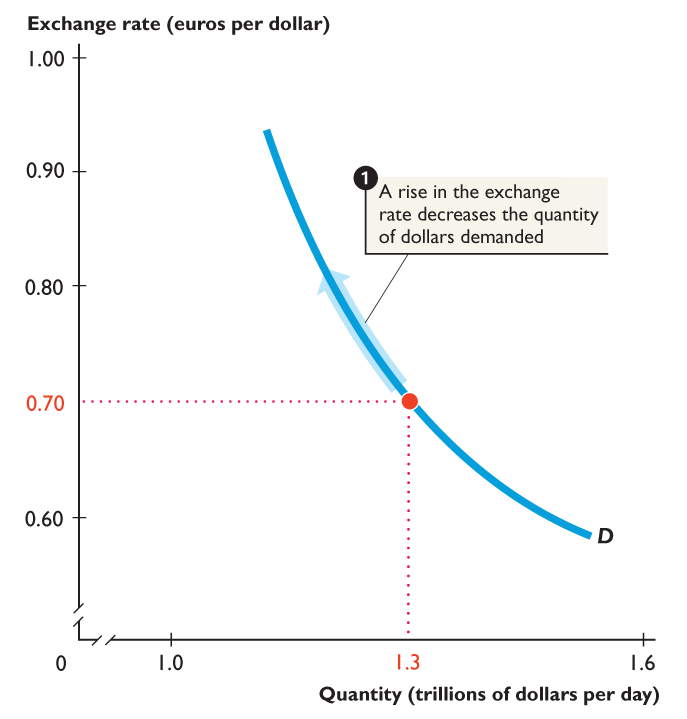 Exchange rate (euros per dollar)
1.00
0.90
1
A rise in the exchange
rate decreases the quantity
of dollars demanded
0.80
0.70
0.60
D
0
1.0
1.3
1.6
Quantity (trillions of dollars per day)